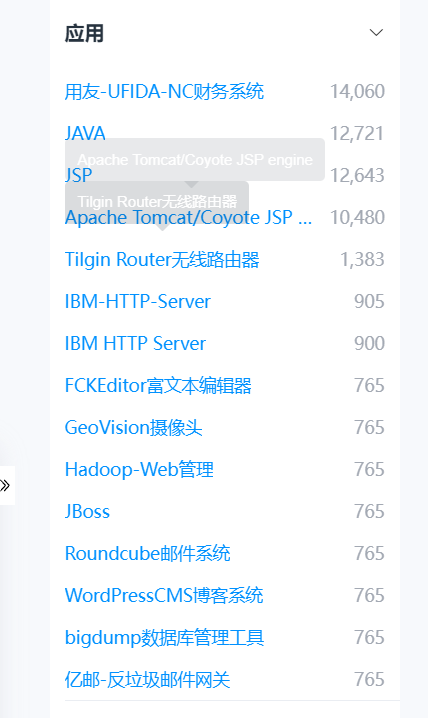 应用
用友-UFIDA-NC财务系统 14,060
JAVA 12,721
Apache Tomcat/Coyote JSP engine
JSP 12,643
Tilgin Router无线路由器
Apache Tomcat/Coyote JSP ... 10,480
Tilgin Router无线路由器 1,383
IBM-HTTP-Server 905
IBM HTTP Server 900
FCKEditor富文本编辑器 765
GeoVision摄像头 765
Hadoop-Web管理 765
JBoss 765
Roundcube邮件系统 765
WordPressCMS博客系统 765
bigdump数据库管理工具 765
亿邮-反垃圾邮件网关 765